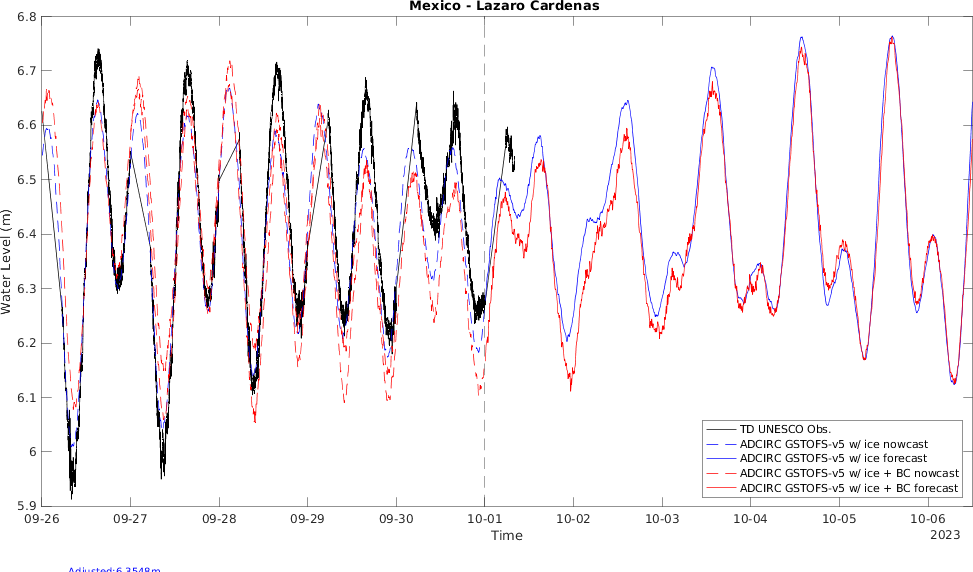 Mexico - Lazaro Cardenas
6.8
6.7
6.6
6.5
6.4
6.3
6.2
6.1
6
5.9
Water Level (m)
09-26 09-27 09-28 09-29 09-30 10-01 10-02 10-03 10-04 10-05 10-06
Time
2023
TD UNESCO Obs.
ADCIRC GSTOFS-v5 w/ ice nowcast
ADCIRC GSTOFS-v5 w/ ice forecast
ADCIRC GSTOFS-v5 w/ ice + BC nowcast
ADCIRC GSTOFS-v5 w/ ice + BC forecast
Adjusted:6.3548m